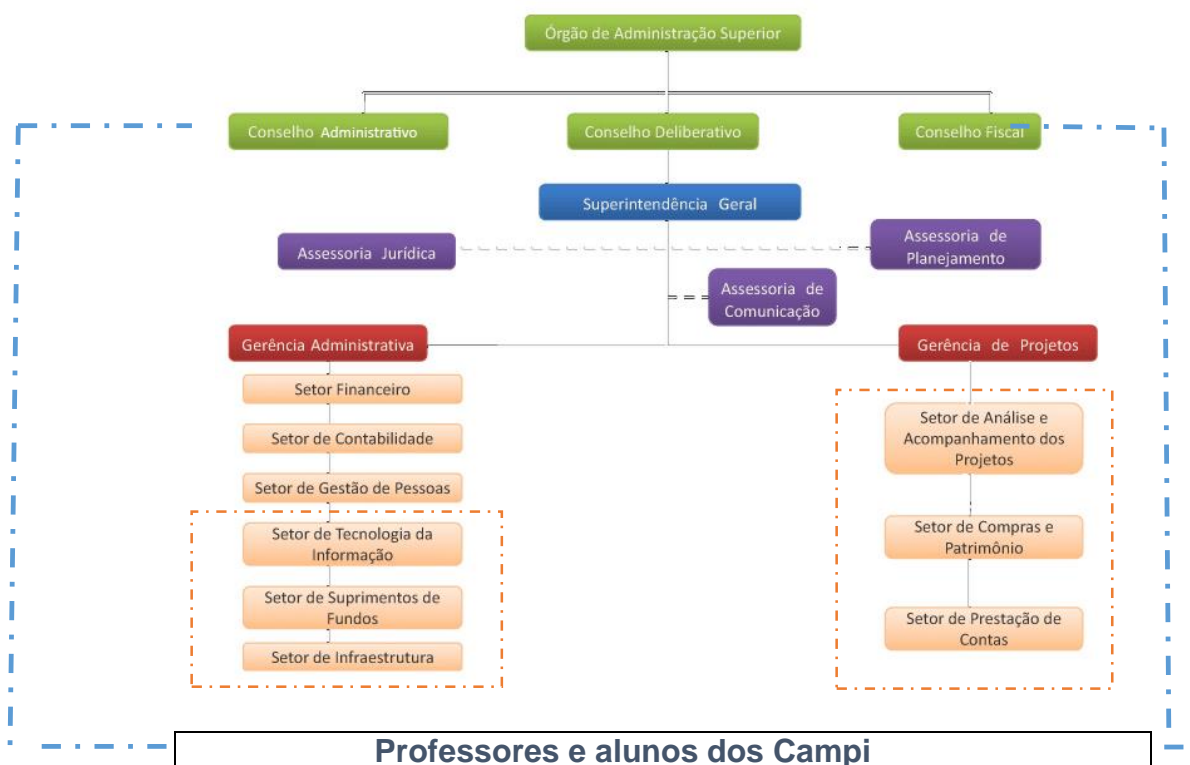 Órgão de Administração Superior
Conselho Administrativo
Conselho Deliberativo
Conselho Fiscal
Superintendência Geral
Assessoria Jurídica
Assessoria de
Planejamento
Assessoria de
Comunicação
Gerência Administrativa
Gerência de Projetos
Setor Financeiro
Setor de Contabilidade
Setor de Gestão de Pessoas
Setor de Tecnologia da
Informação
Setor de Suprimentos de
Fundos
Setor de Infraestrutura
Setor de Análise e
Acompanhamento dos
Projetos
Setor de Compras e
Patrimônio
Setor de Prestação de
Contas
Professores e alunos dos Campi